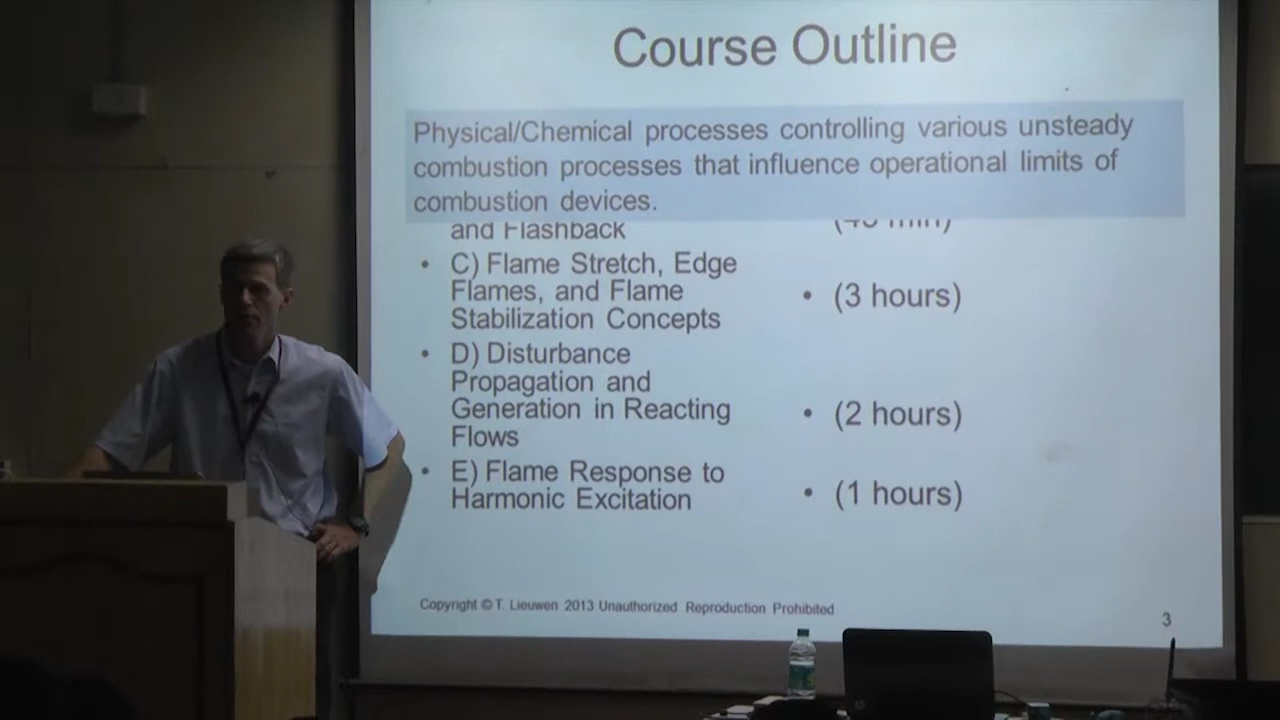 Course Outline
Physical/Chemical processes controlling various unsteady
combustion processes that influence operational limits of
combustion devices.
and Flashback
• C) Flame Stretch, Edge
Flames, and Flame
Stabilization Concepts
• (3 hours)
• D) Disturbance
Propagation and
Generation in Reacting
Flows
• (2 hours)
• E) Flame Response to
Harmonic Excitation
• (1 hours)
Copyright © T. Lieuwen 2013 Unauthorized Reproduction Prohibited
3